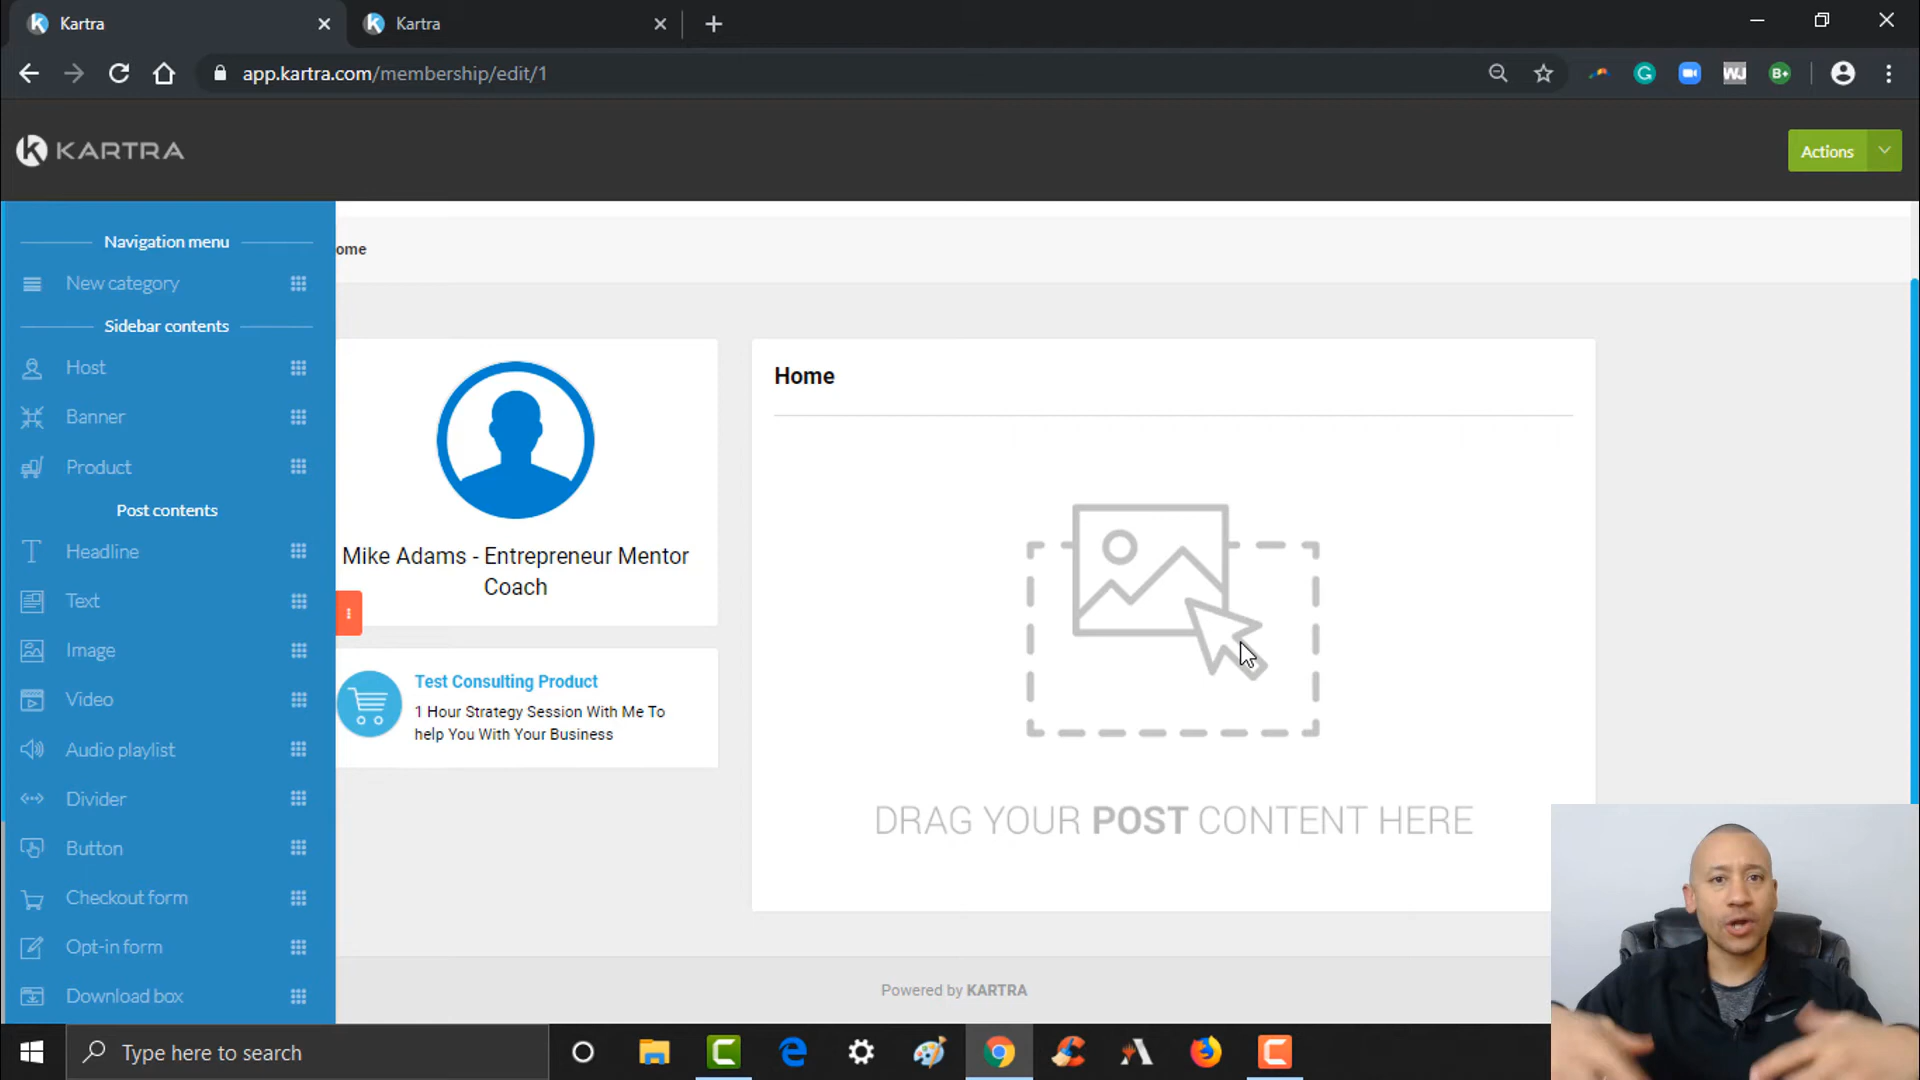 Kartra
Kartra
app.kartra.com/membership/edit/1
WJ
B+
KARTRA
Actions
Navigation menu
New category
Sidebar contents
Host
Banner
Product
Post contents
Headline
Text
Image
Video
Audio playlist
Divider
Button
Checkout form
Opt-in form
Download box
ome
Mike Adams - Entrepreneur Mentor
Coach
Test Consulting Product
1 Hour Strategy Session With Me To
help You With Your Business
Home
DRAG YOUR POST CONTENT HERE
Powered by KARTRA
Type here to search